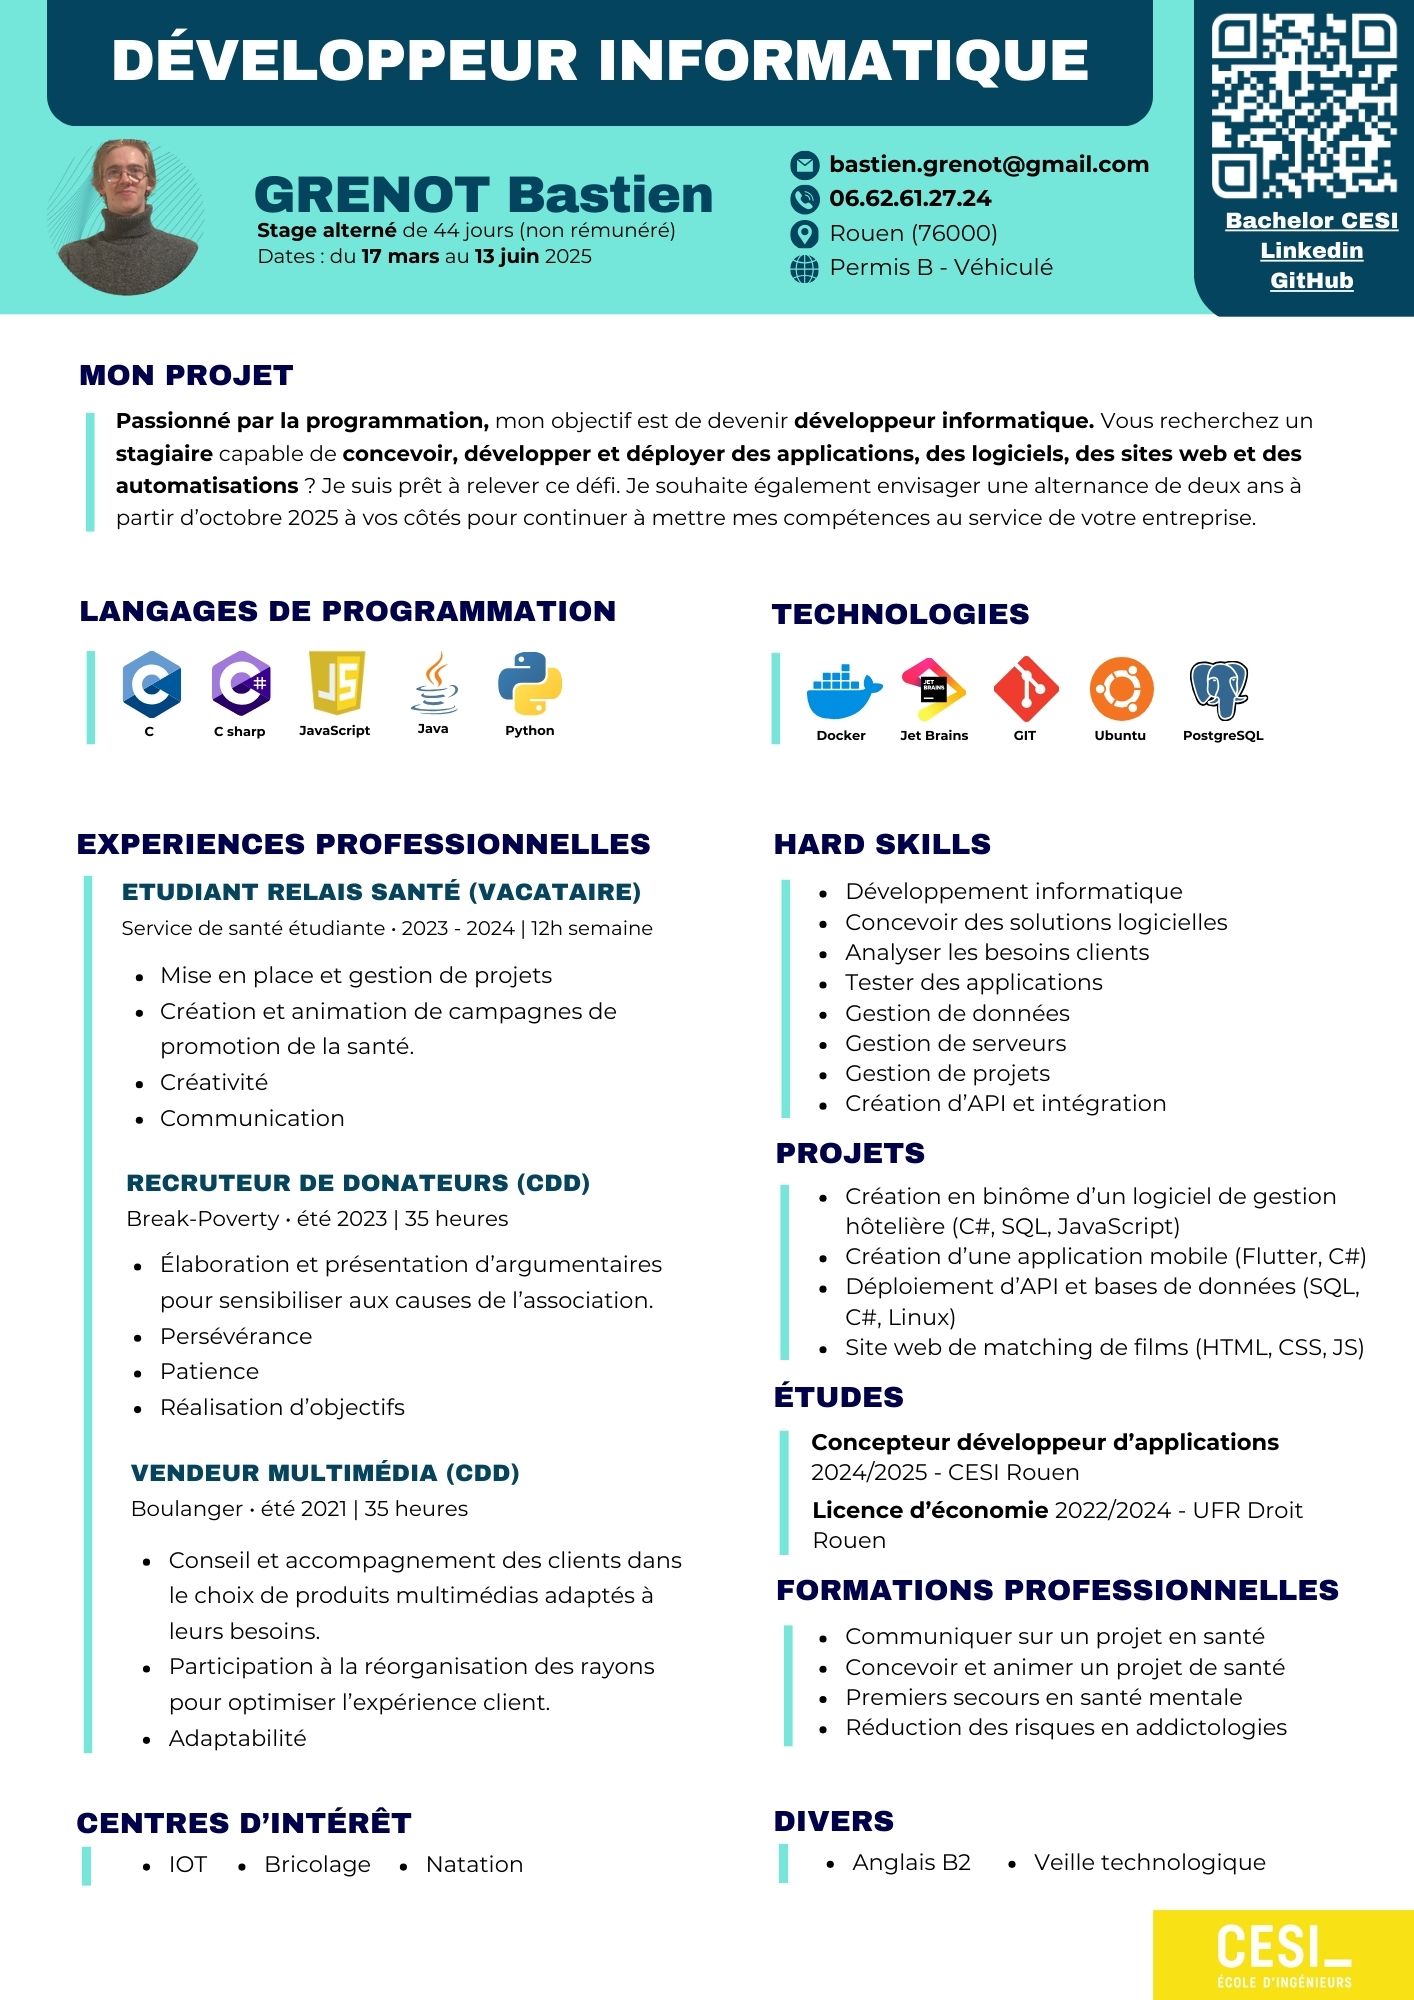 DÉVELOPPEUR INFORMATIQUE
GRENOT Bastien
Stage alterné de 44 jours (non rémunéré)
Dates : du 17 mars au 13 juin 2025
bastien.grenot@gmail.com
06.62.61.27.24
Rouen (76000)
Permis B - Véhiculé
Bachelor CESI
Linkedin
GitHub
MON PROJET
Passionné par la programmation, mon objectif est de devenir développeur informatique. Vous recherchez un
stagiaire capable de concevoir, développer et déployer des applications, des logiciels, des sites web et des
automatisations ? Je suis prêt à relever ce défi. Je souhaite également envisager une alternance de deux ans à
partir d’octobre 2025 à vos côtés pour continuer à mettre mes compétences au service de votre entreprise.
LANGAGES DE PROGRAMMATION
C
C sharp
JS
JavaScript
Java
Python
TECHNOLOGIES
Docker
JET
BRAINS
Jet Brains
GIT
Ubuntu
PostgreSQL
EXPERIENCES PROFESSIONNELLES
ETUDIANT RELAIS SANTÉ (VACATAIRE)
Service de santé étudiante • 2023 - 2024 | 12h semaine
• Mise en place et gestion de projets
• Création et animation de campagnes de
promotion de la santé.
• Créativité
• Communication
RECRUTEUR DE DONATEURS (CDD)
Break-Poverty • été 2023 | 35 heures
• Élaboration et présentation d’argumentaires
pour sensibiliser aux causes de l’association.
• Persévérance
• Patience
• Réalisation d’objectifs
VENDEUR MULTIMÉDIA (CDD)
Boulanger • été 2021 | 35 heures
• Conseil et accompagnement des clients dans
le choix de produits multimédias adaptés à
leurs besoins.
• Participation à la réorganisation des rayons
pour optimiser l’expérience client.
• Adaptabilité
HARD SKILLS
• Développement informatique
• Concevoir des solutions logicielles
• Analyser les besoins clients
• Tester des applications
• Gestion de données
• Gestion de serveurs
• Gestion de projets
• Création d’API et intégration
PROJETS
• Création en binôme d’un logiciel de gestion
hôtelière (C#, SQL, JavaScript)
• Création d’une application mobile (Flutter, C#)
• Déploiement d’API et bases de données (SQL,
C#, Linux)
• Site web de matching de films (HTML, CSS, JS)
ÉTUDES
Concepteur développeur d’applications
2024/2025 - CESI Rouen
Licence d’économie 2022/2024 - UFR Droit
Rouen
FORMATIONS PROFESSIONNELLES
• Communiquer sur un projet en santé
• Concevoir et animer un projet de santé
• Premiers secours en santé mentale
• Réduction des risques en addictologies
CENTRES D’INTÉRÊT
• IOT • Bricolage • Natation
DIVERS
• Anglais B2 • Veille technologique
CESI_
ÉCOLE D’INGÉNIEURS